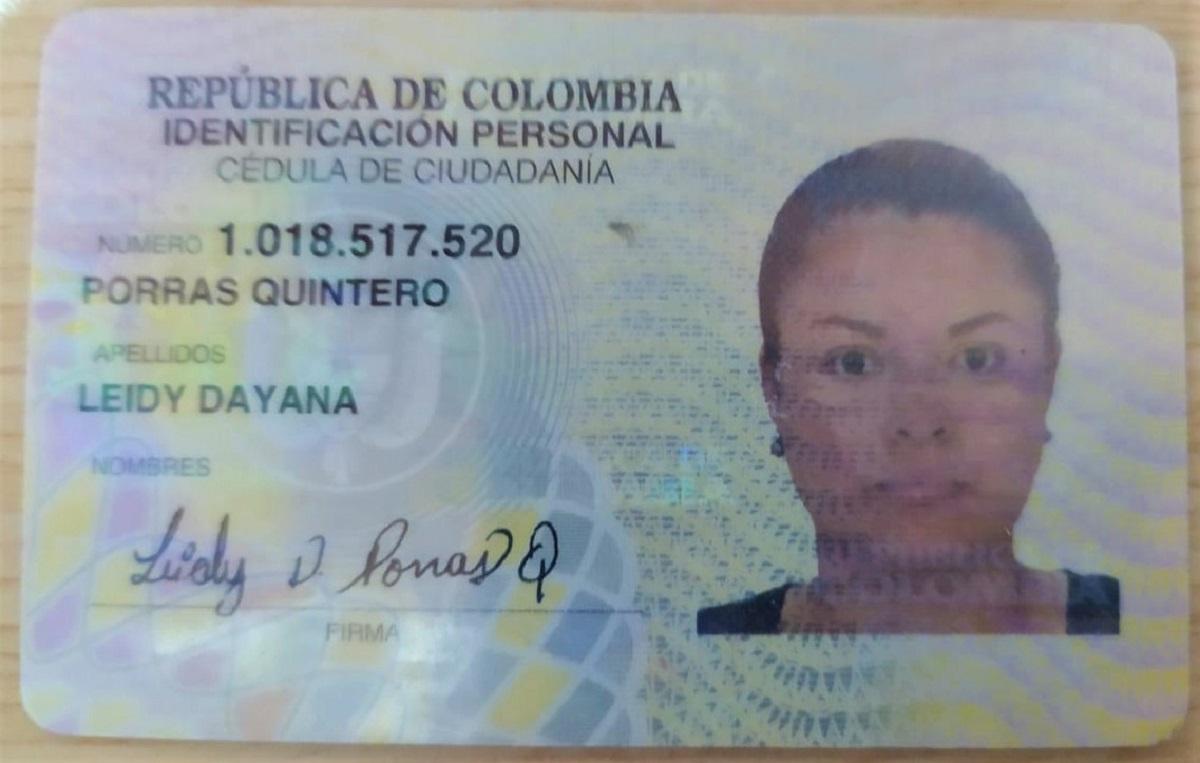 REPÚBLICA DE COLOMBIA
IDENTIFICACIÓN PERSONAL
CÉDULA DE CIUDADANÍA
NÚMERO 1.018.517.520
PORRAS QUINTERO
APELLIDOS
LEIDY DAYANA
NOMBRES
Leidy D Porras Q
FIRMA